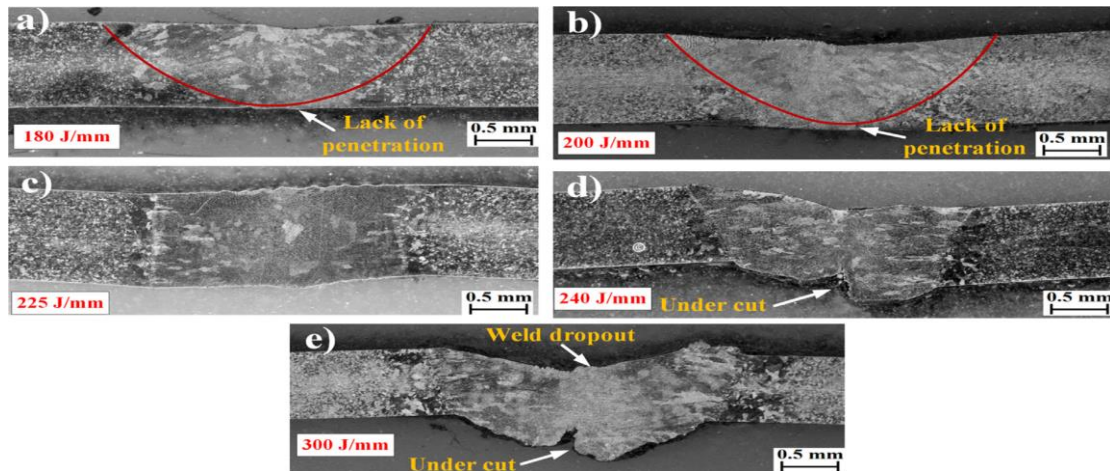 a)
Lack of
penetration
180 J/mm
0.5 mm
b)
Lack of
penetration
200 J/mm
0.5 mm
c)
225 J/mm
0.5 mm
d)
Under cut
240 J/mm
0.5 mm
e)
Weld dropout
300 J/mm
Under cut
0.5 mm